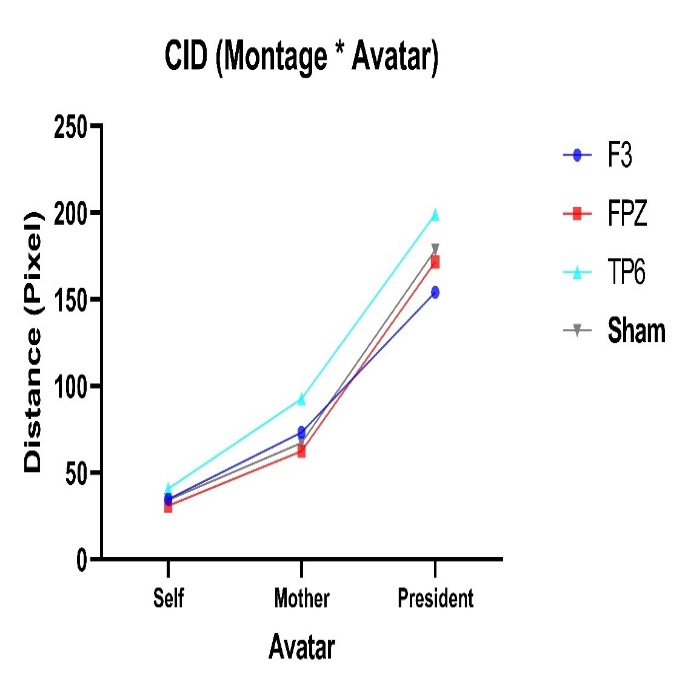 CID (Montage * Avatar)
250
200
150
100
50
0
Distance (Pixel)
Self
Mother
President
Avatar
F3
FPZ
TP6
Sham